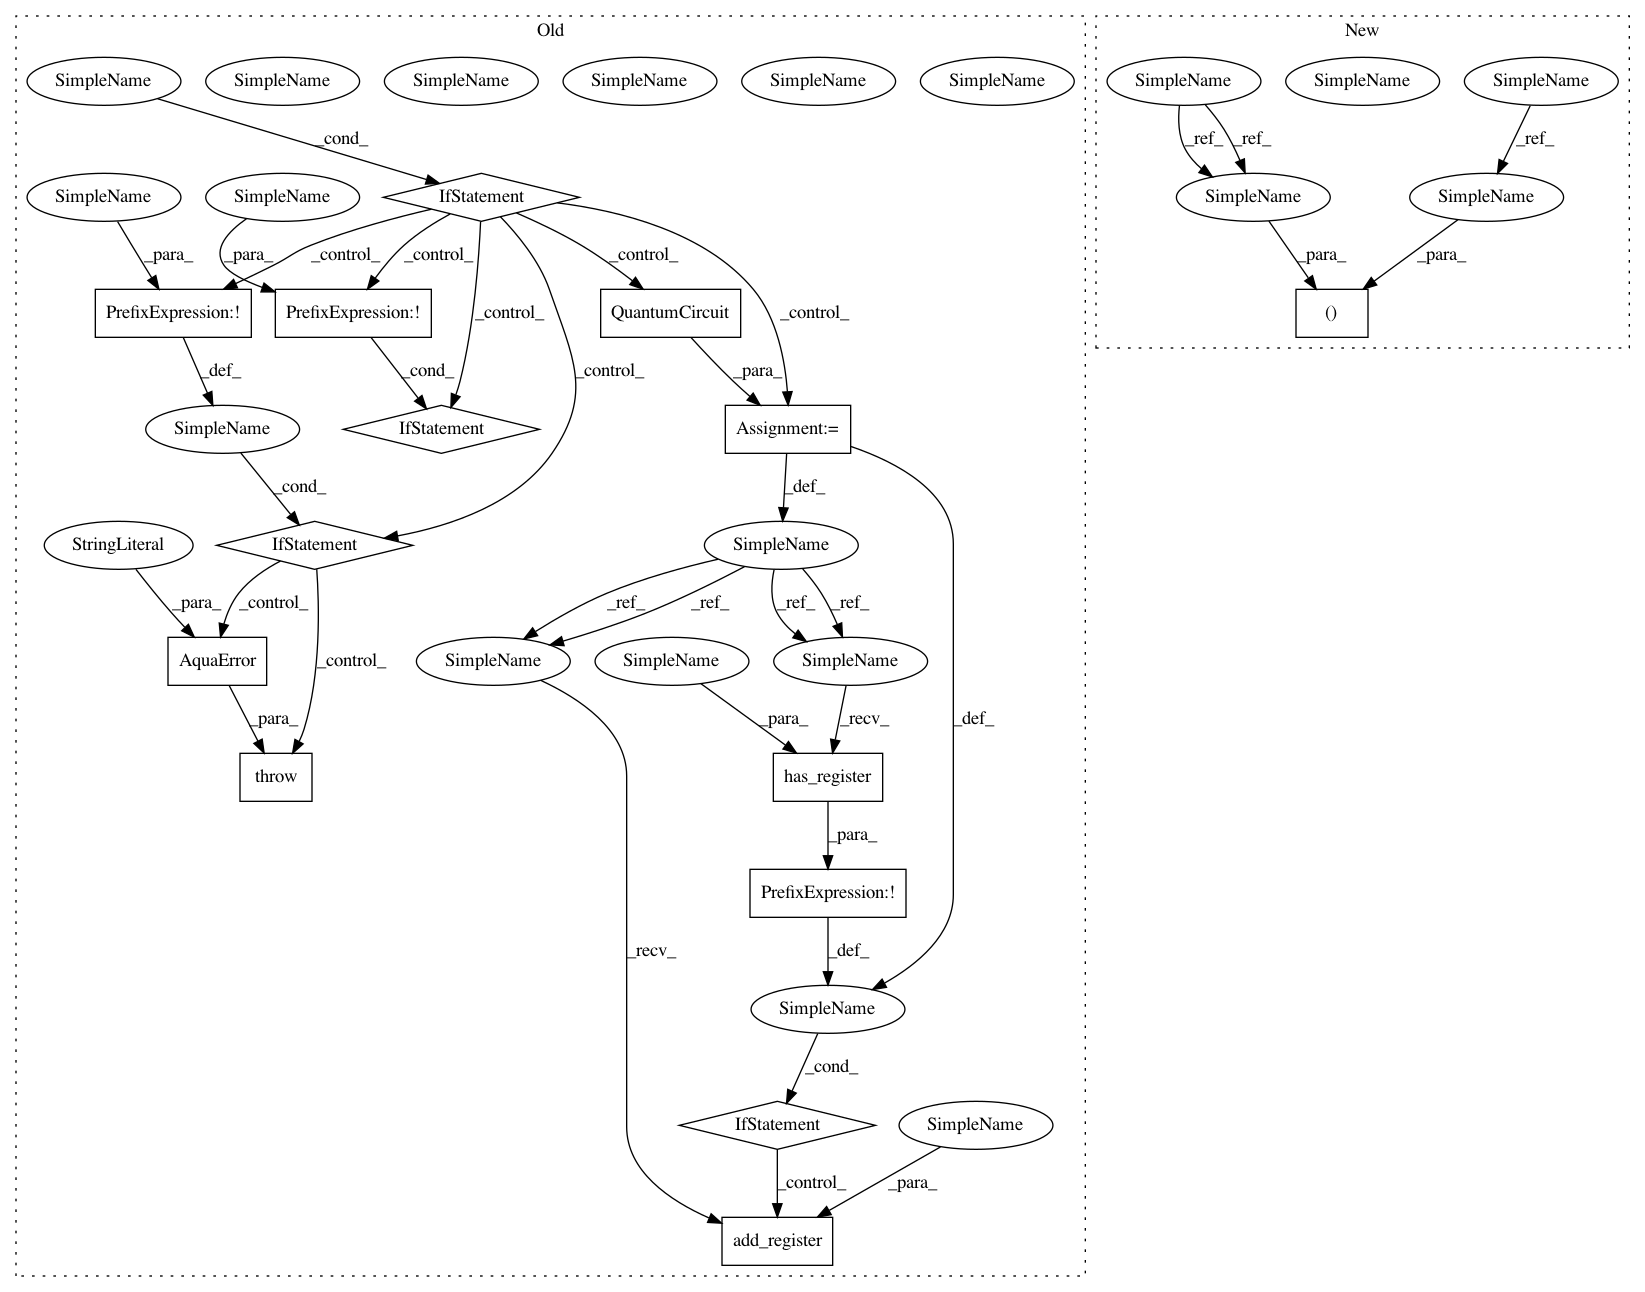 Old
New
SimpleName SimpleName SimpleName SimpleName SimpleName SimpleName
SimpleName SimpleName SimpleName
_cond_
_ref_ _ref_ _ref_
SimpleName SimpleName IfStatement
SimpleName SimpleName
_para_ _para_ _control_ _control_ _control_
_para_ _para_
PrefixExpression:! PrefixExpression:! _control_ QuantumCircuit _control_
()
_def_ _cond_ _control_ _para_
SimpleName IfStatement Assignment:=
_cond_ _def_
StringLiteral IfStatement SimpleName
_para_ _control_ _ref_ _ref_ _ref_ _ref_
AquaError _control_ SimpleName SimpleName SimpleName
_para_ _para_ _recv_ _def_
throw has_register
_para_
PrefixExpression:!
_recv_ _def_
SimpleName
_cond_
IfStatement SimpleName
_control_ _para_
add_register